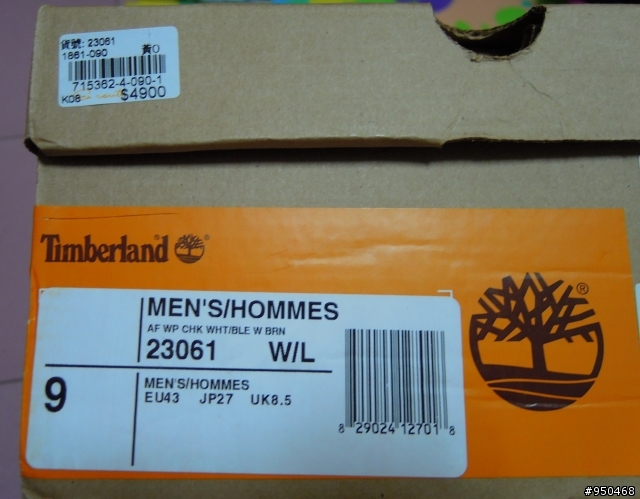 貨號: 23061
1861-090 黃0
715362-4-090-1
K08 $4900
Timberland®
®
MEN'S/HOMMES
AF WP CHK WHT/BLE W BRN
23061 W/L
9
MEN'S/HOMMES
EU43 JP27 UK8.5
8 29024 12701 8
#950468